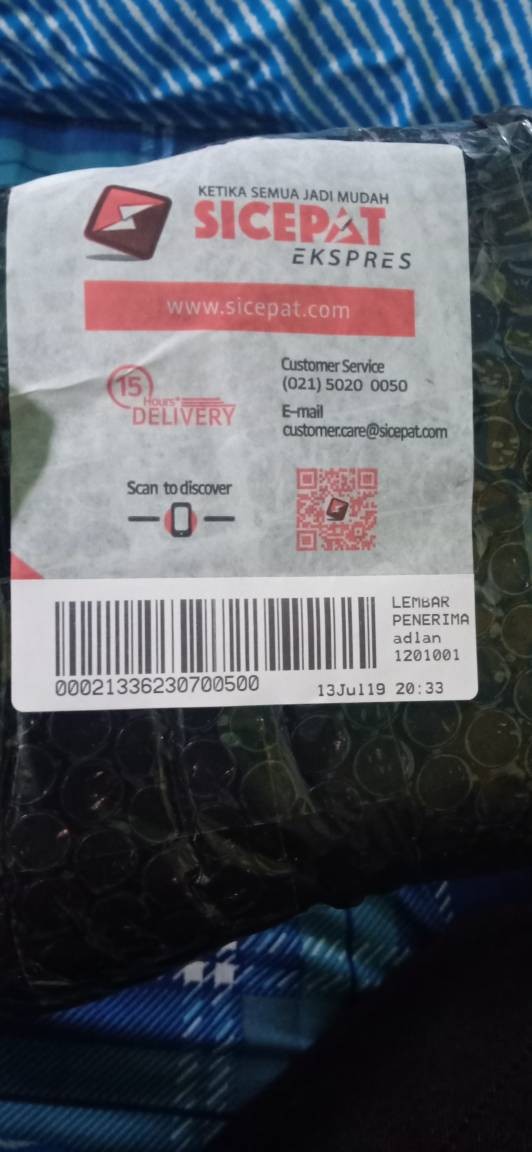 KETIKA SEMUA JADI MUDAH
SICEPAT
EKSPRES
www.sicepat.com
15
Hours*
DELIVERY
Customer Service
(021) 5020 0050
E-mail
customer.care@sicepat.com
Scan to discover
LEMBAR
PENERIMA
adlan
1201001
00021336230700500
13Jul19 20:33